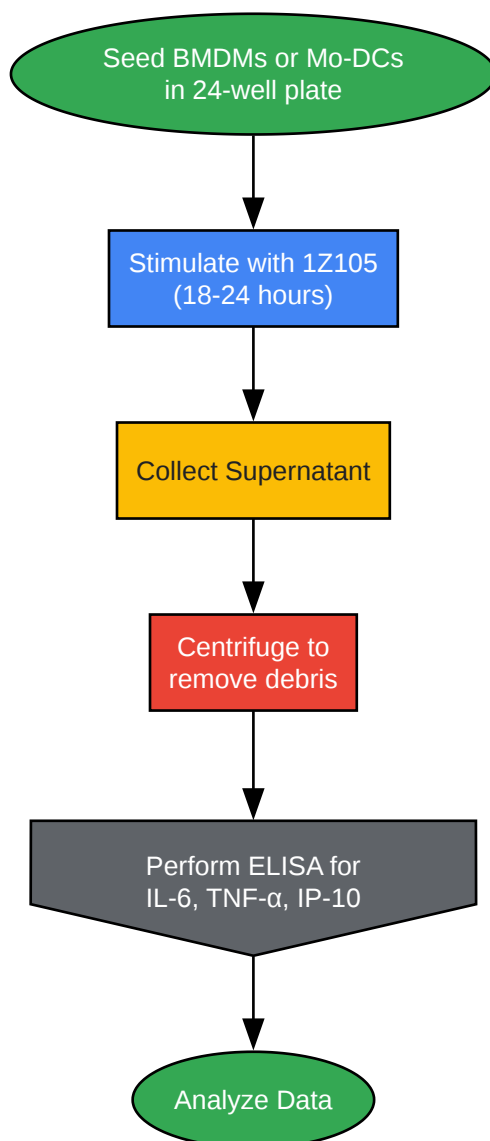 Seed BMDMs or Mo-DCs
in 24-well plate
Stimulate with 1Z105
(18-24 hours)
Collect Supernatant
Centrifuge to
remove debris
Perform ELISA for
IL-6, TNF-α, IP-10
Analyze Data